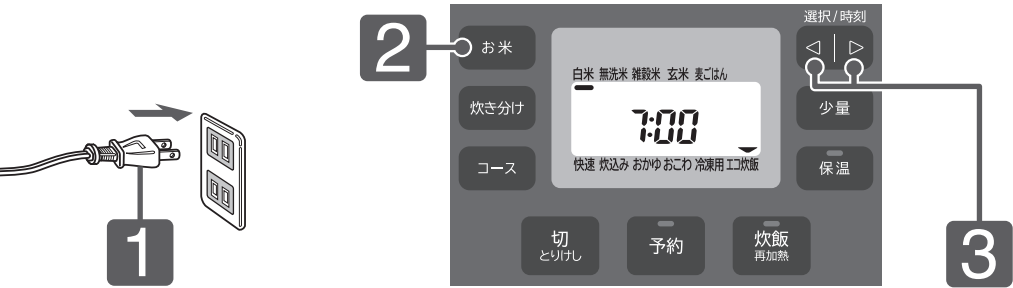 1
2
お米
炊き分け
コース
白米 無洗米 雑穀米 玄米 麦ごはん
7:00
快速 炊込み おかゆ おこわ 冷凍用 エコ炊飯
選択/時刻
少量
保温
切
とりけし
予約
炊飯
再加熱
3